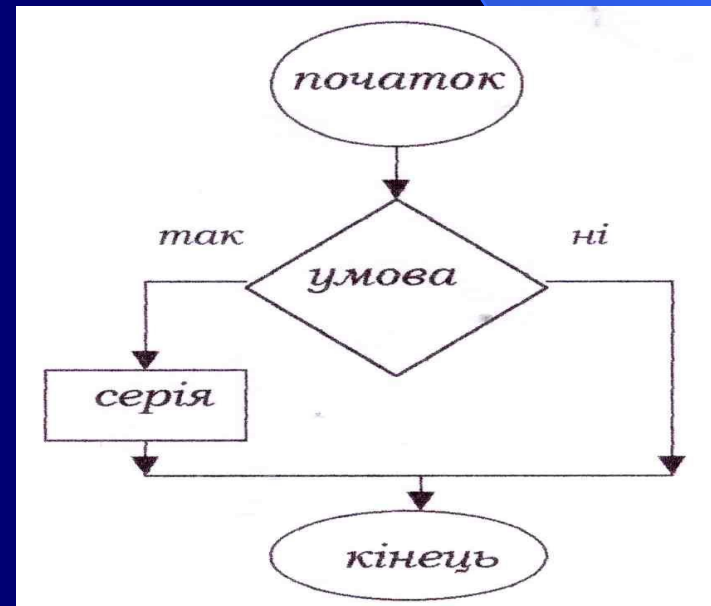 початок
так
ні
умова
серія
кінець